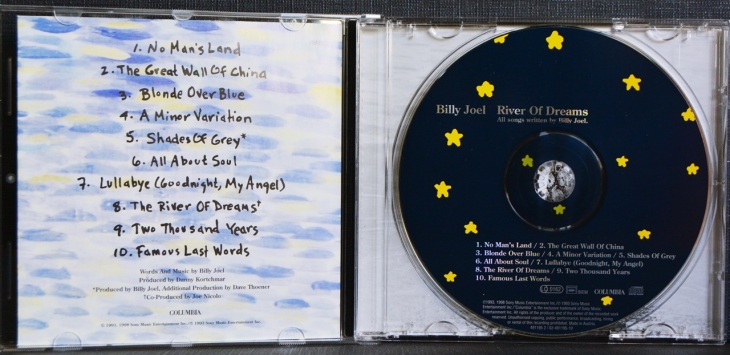 1. No Man's Land
2. The Great Wall Of China
3. Blonde Over Blue
4. A Minor Variation
5. Shades Of Grey*
6. All About Soul
7. Lullabye (Goodnight, My Angel)
8. The River Of Dreams†
9. Two Thousand Years
10. Famous Last Words
Words And Music by Billy Joel
Produced by Danny Kortchmar
*Produced by Billy Joel, Additional Production by Dave Thoener
†Co-Produced by Joe Nicolo
COLUMBIA
Billy Joel River Of Dreams
All songs written by Billy Joel.
1. No Man's Land / 2. The Great Wall Of China
3. Blonde Over Blue / 4. A Minor Variation / 5. Shades Of Grey
6. All About Soul / 7. Lullabye (Goodnight, My Angel)
8. The River Of Dreams / 9. Two Thousand Years
10. Famous Last Words
COLUMBIA